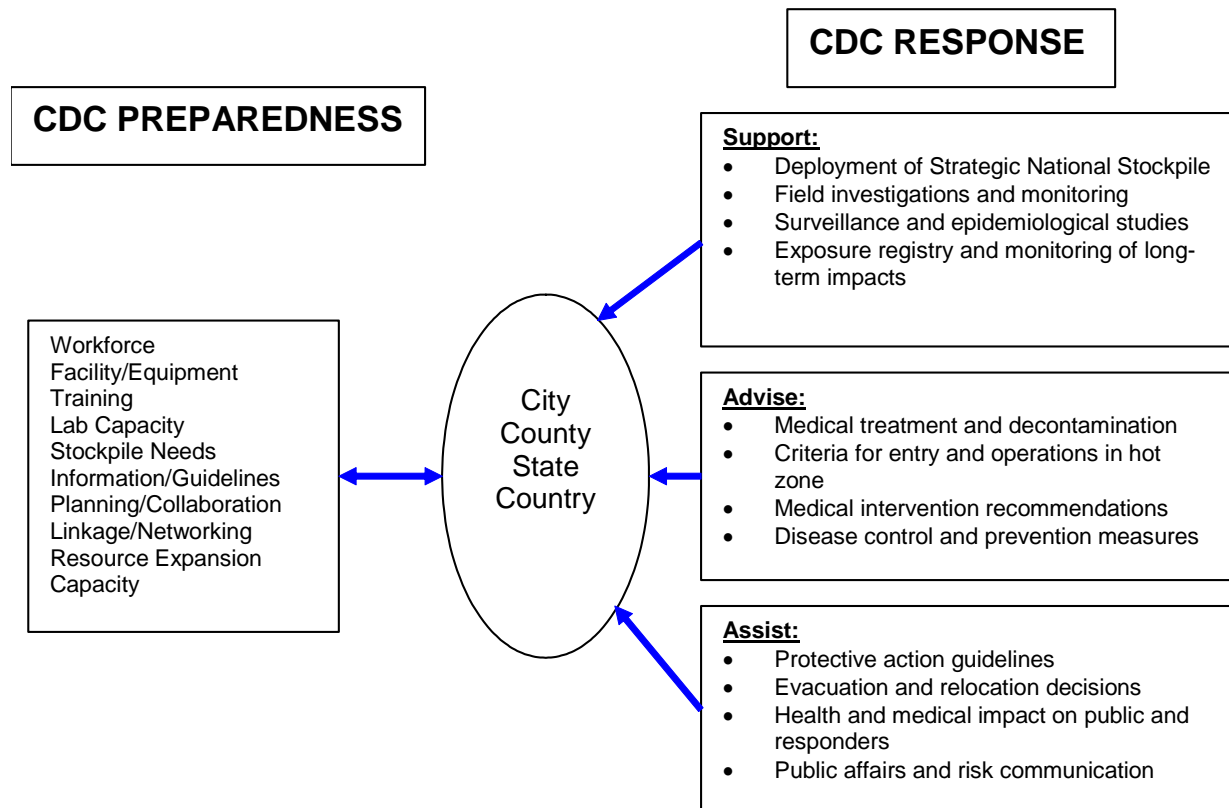 CDC RESPONSE
CDC PREPAREDNESS
Support:
• Deployment of Strategic National Stockpile
• Field investigations and monitoring
• Surveillance and epidemiological studies
• Exposure registry and monitoring of long-
term impacts
Workforce
Facility/Equipment
Training
Lab Capacity
Stockpile Needs
Information/Guidelines
Planning/Collaboration
Linkage/Networking
Resource Expansion
Capacity
City
County
State
Country
Advise:
• Medical treatment and decontamination
• Criteria for entry and operations in hot
zone
• Medical intervention recommendations
• Disease control and prevention measures
Assist:
• Protective action guidelines
• Evacuation and relocation decisions
• Health and medical impact on public and
responders
• Public affairs and risk communication